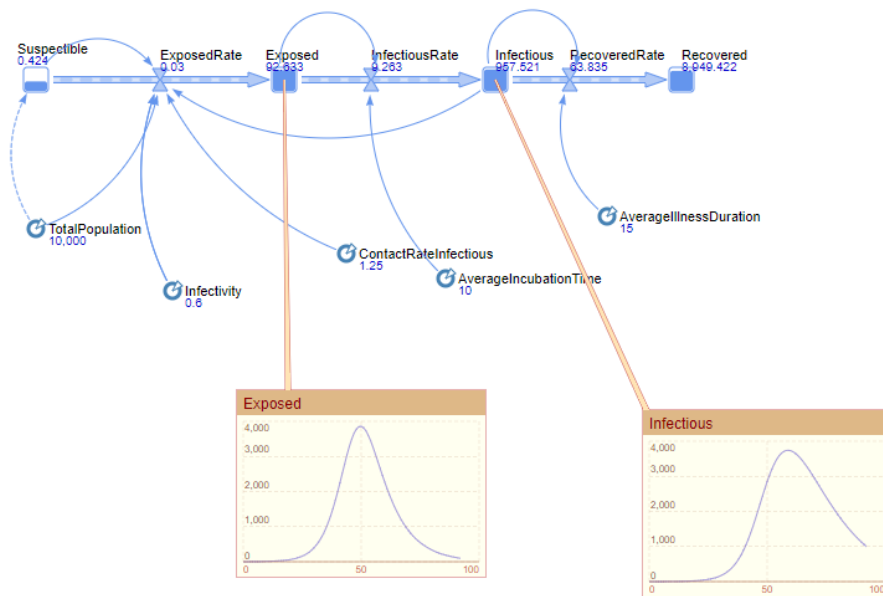 Suspectible
0.424
ExposedRate
0.03
Exposed
92.633
InfectiousRate
9.263
Infectious
957.521
RecoveredRate
63.835
Recovered
8,949.422
TotalPopulation
10,000
Infectivity
0.6
ContactRateInfectious
1.25
AverageIncubationTime
10
AverageIllnessDuration
15
Exposed
4,000
3,000
2,000
1,000
0
0 50 100
Infectious
4,000
3,000
2,000
1,000
0
0 50 100